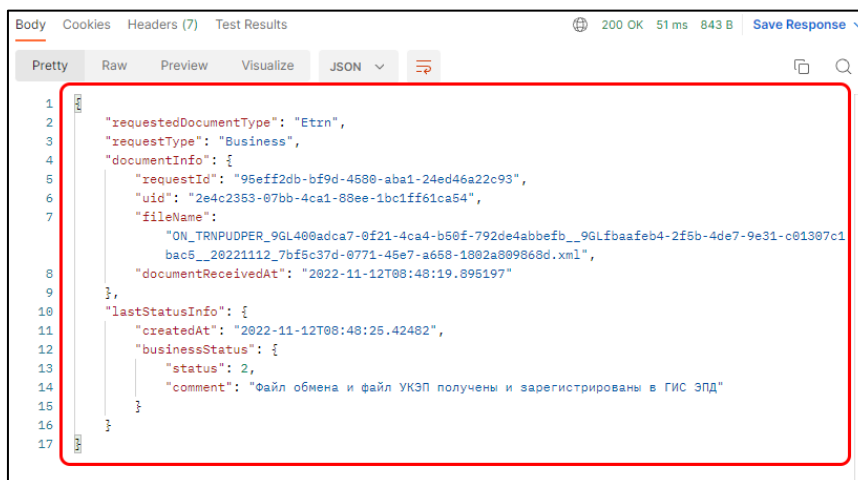 Body Cookies Headers (7) Test Results 200 OK 51 ms 843 B Save Response
Pretty Raw Preview Visualize JSON
1 {
2 "requestedDocumentType": "Etrn",
3 "requestType": "Business",
4 "documentInfo": {
5 "requestId": "95eff2db-bf9d-4580-aba1-24ed46a22c93",
6 "uid": "2e4c2353-07bb-4ca1-88ee-1bc1ff61ca54",
7 "fileName":
"ON_TRNPUDPER_9GL400adca7-0f21-4ca4-b50f-792de4abbefb__9GLfbaafeb4-2f5b-4de7-9e31-c01307c1
bac5__20221112_7bf5c37d-0771-45e7-a658-1802a809868d.xml",
8 "documentReceivedAt": "2022-11-12T08:48:19.895197"
9 },
10 "lastStatusInfo": {
11 "createdAt": "2022-11-12T08:48:25.42482",
12 "businessStatus": {
13 "status": 2,
14 "comment": "Файл обмена и файл УКЭП получены и зарегистрированы в ГИС ЭПД"
15 }
16 }
17 }